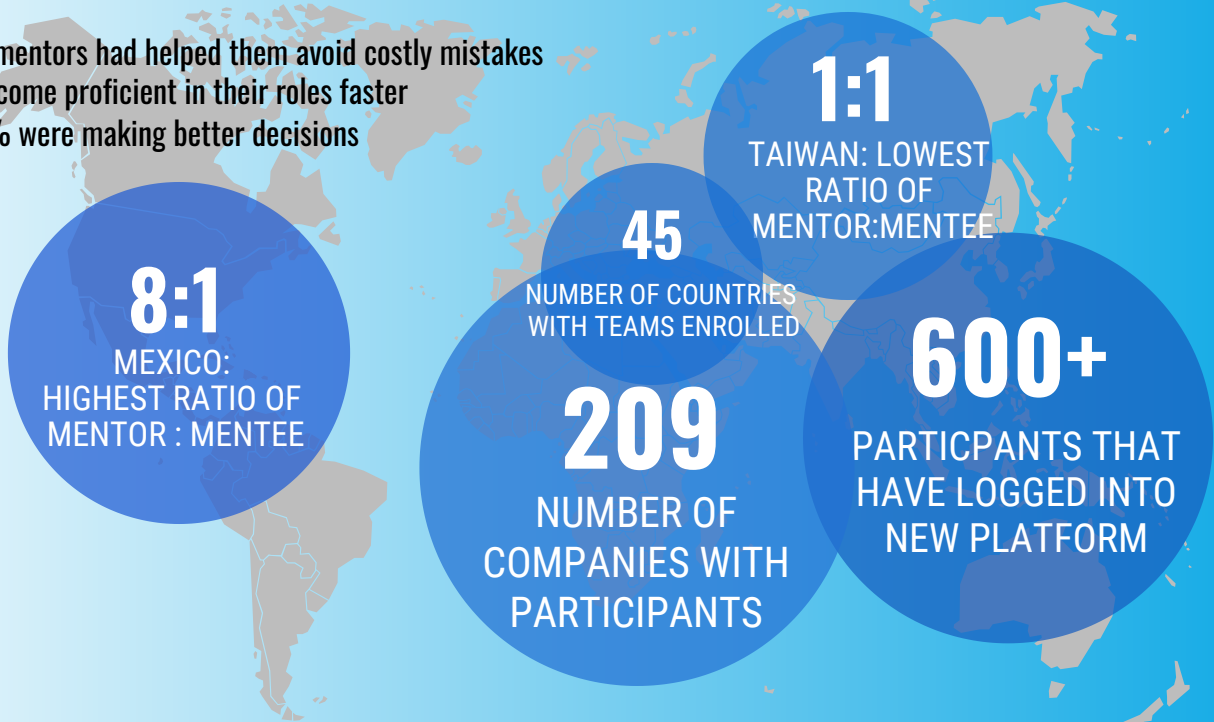 mentors had helped them avoid costly mistakes
come proficient in their roles faster
% were making better decisions
1:1
TAIWAN: LOWEST
RATIO OF
MENTOR:MENTEE
45
NUMBER OF COUNTRIES
WITH TEAMS ENROLLED
8:1
MEXICO:
HIGHEST RATIO OF
MENTOR : MENTEE
209
NUMBER OF
COMPANIES WITH
PARTICIPANTS
600+
PARTICPANTS THAT
HAVE LOGGED INTO
NEW PLATFORM